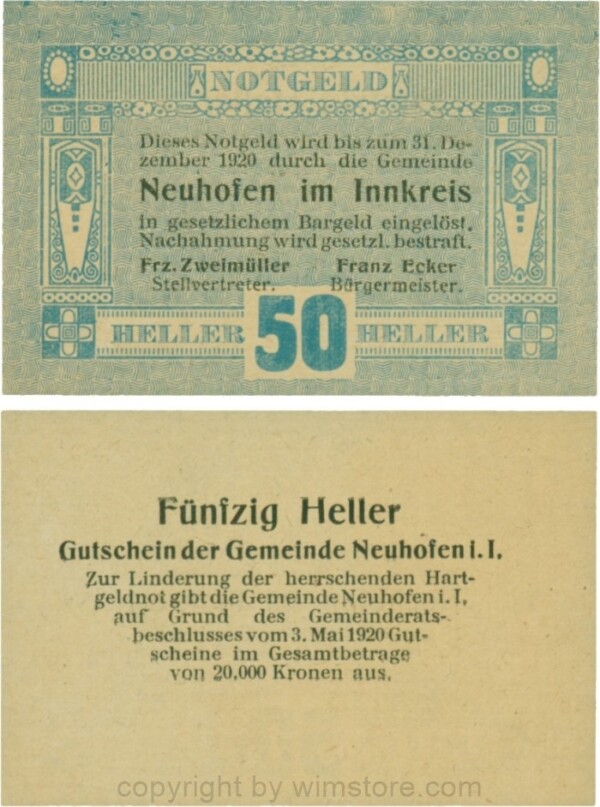 NOTGELD
Dieses Notgeld wird bis zum 31. De-
zember 1920 durch die Gemeinde
Neuhofen im Innkreis
in gesetzlichem Bargeld eingelöst.
Nachahmung wird gesetzl. bestraft.
Frz. Zweimüller Franz Ecker
Stellvertreter. Bürgermeister.
HELLER 50 HELLER
Fünfzig Heller
Gutschein der Gemeinde Neuhofen i. I.
Zur Linderung der herrschenden Hart-
geldnot gibt die Gemeinde Neuhofen i. I.
auf Grund des Gemeinderats-
beschlusses vom 3. Mai 1920 Gut-
scheine im Gesamtbetrage
von 20.000 Kronen aus.
copyright by wimstore.com